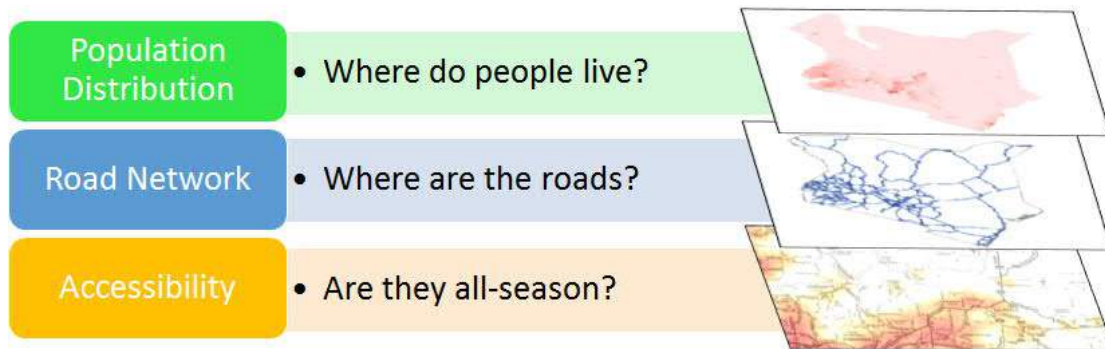 Population
Distribution
• Where do people live?
Road Network
• Where are the roads?
Accessibility
• Are they all-season?